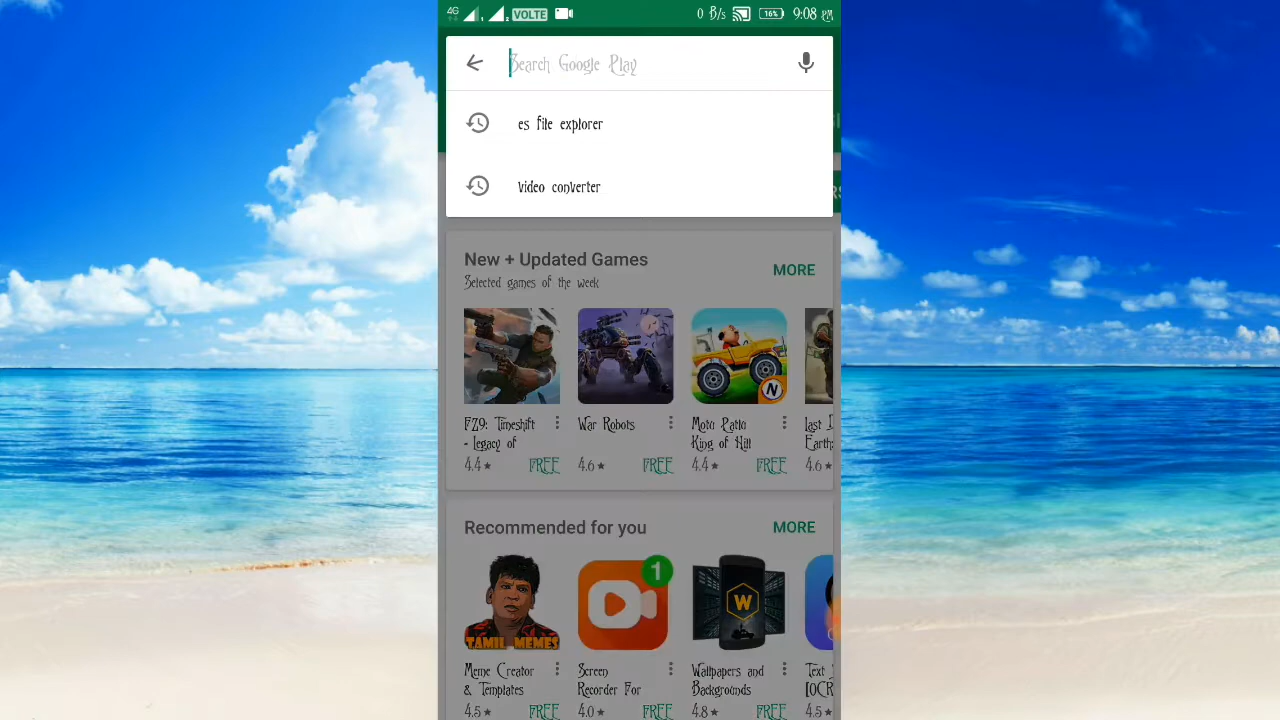 4G 1 2 VOLTE 0 B/s 16% 9:08 PM
Search Google Play
es file explorer
video converter
New + Updated Games
MORE
Selected games of the week
FZ9: Timeshift
- Legacy of
4.4★ FREE
War Robots
4.6★ FREE
N
Moto Patlu
King of Hill
4.4★ FREE
Last
Earth:
4.6★
Recommended for you
MORE
TAMIL MEMES
Meme Creator
& Templates
4.5★ FREE
1
Screen
Recorder For
4.0★ FREE
W
Wallpapers and
Backgrounds
4.8★ FREE
Text
[OCR
4.5★